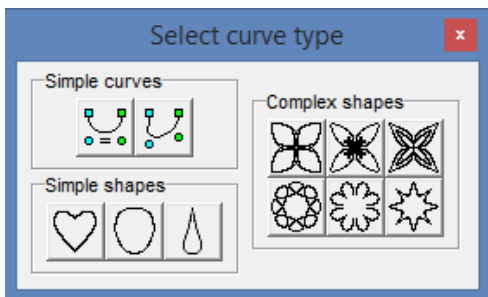 Select curve type
x
Simple curves
=
Simple shapes
Complex shapes